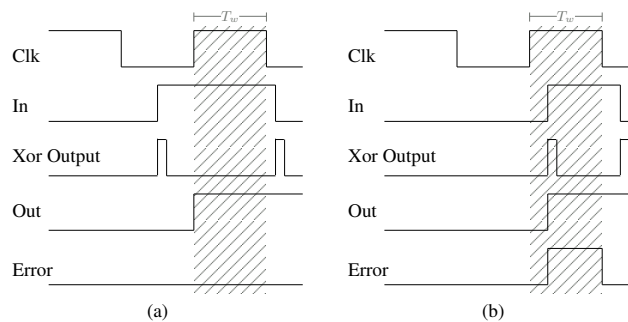 T_w
Clk
In
Xor Output
Out
Error
(a)
T_w
Clk
In
Xor Output
Out
Error
(b)